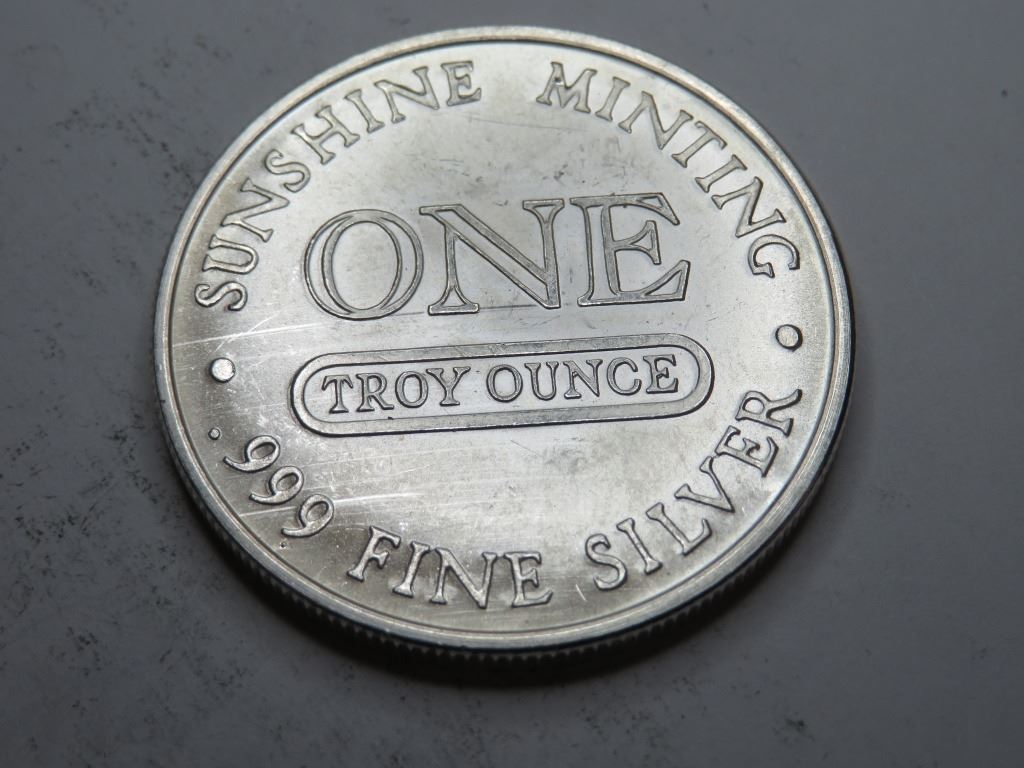 SUNSHINE MINTING
ONE
TROY OUNCE
.999 FINE SILVER